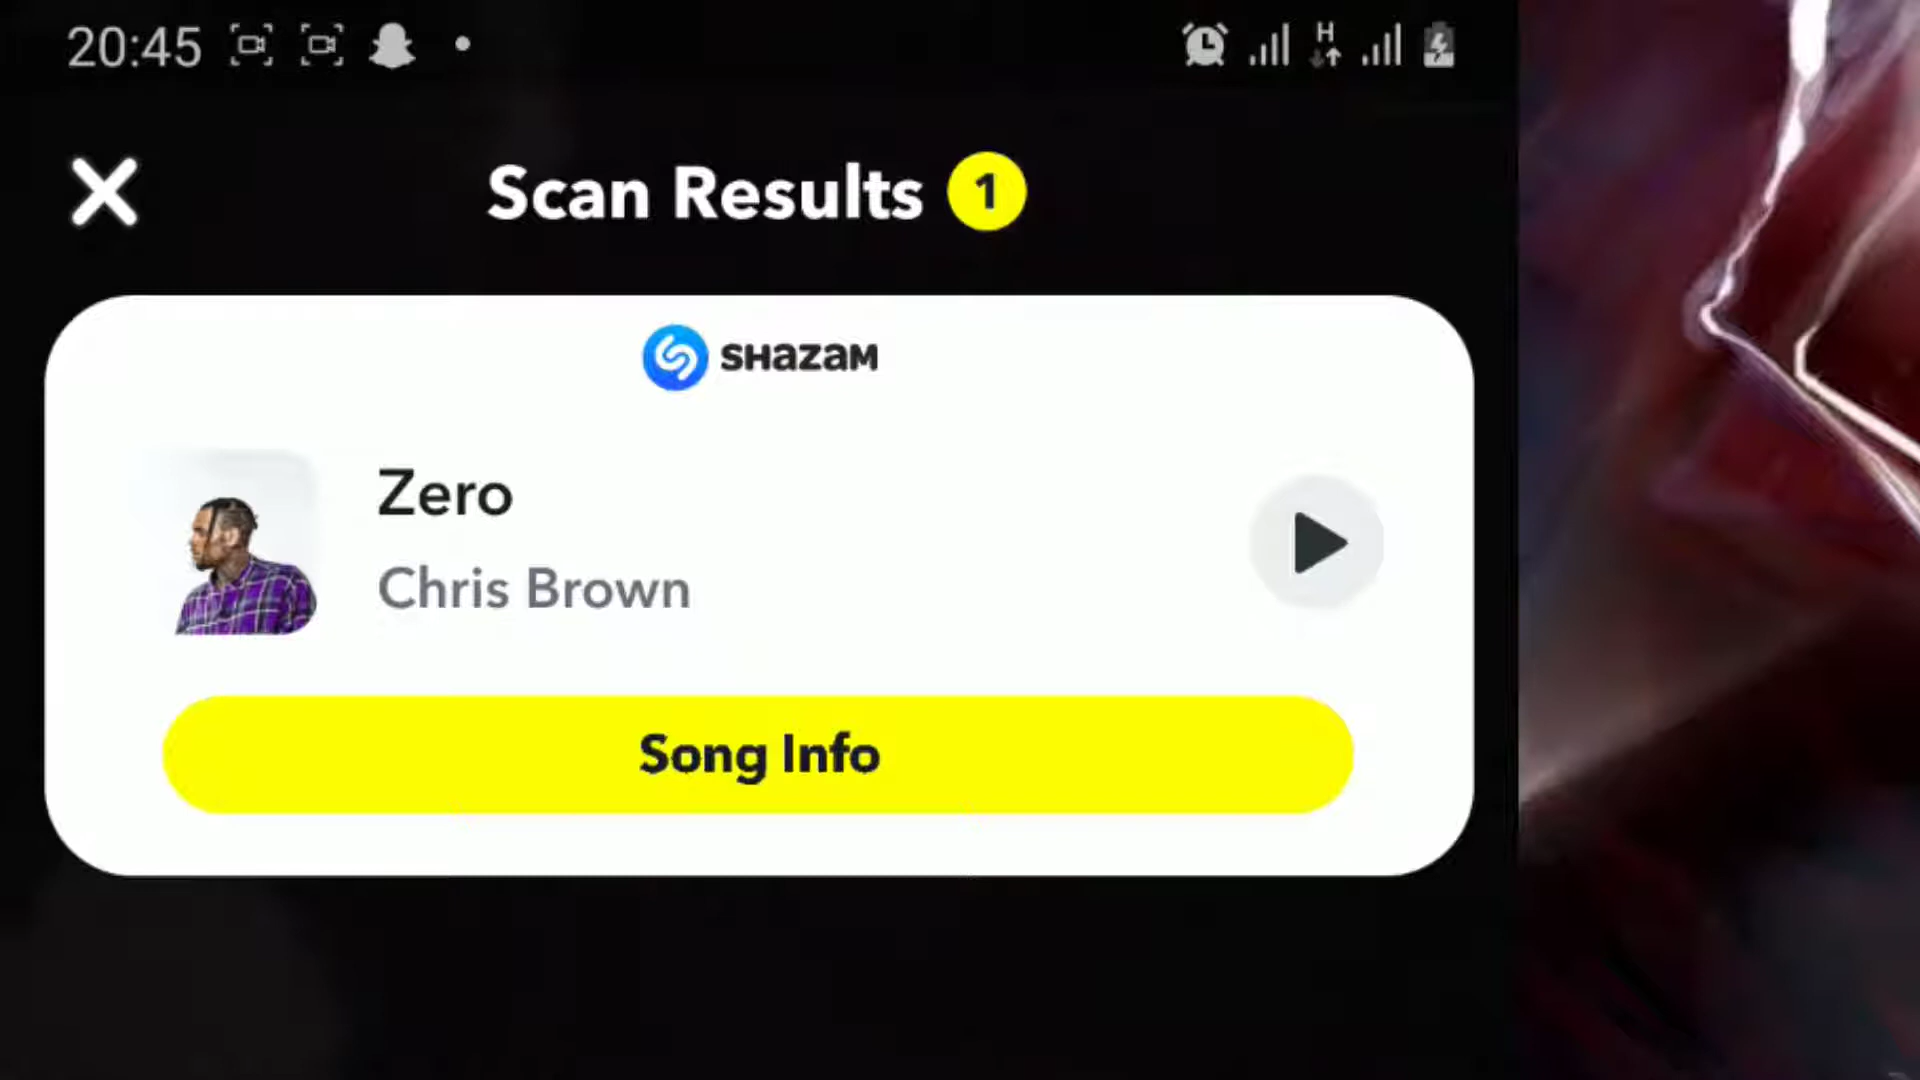 20:45
H
Scan Results 1
SHAZAM
Zero
Chris Brown
Song Info